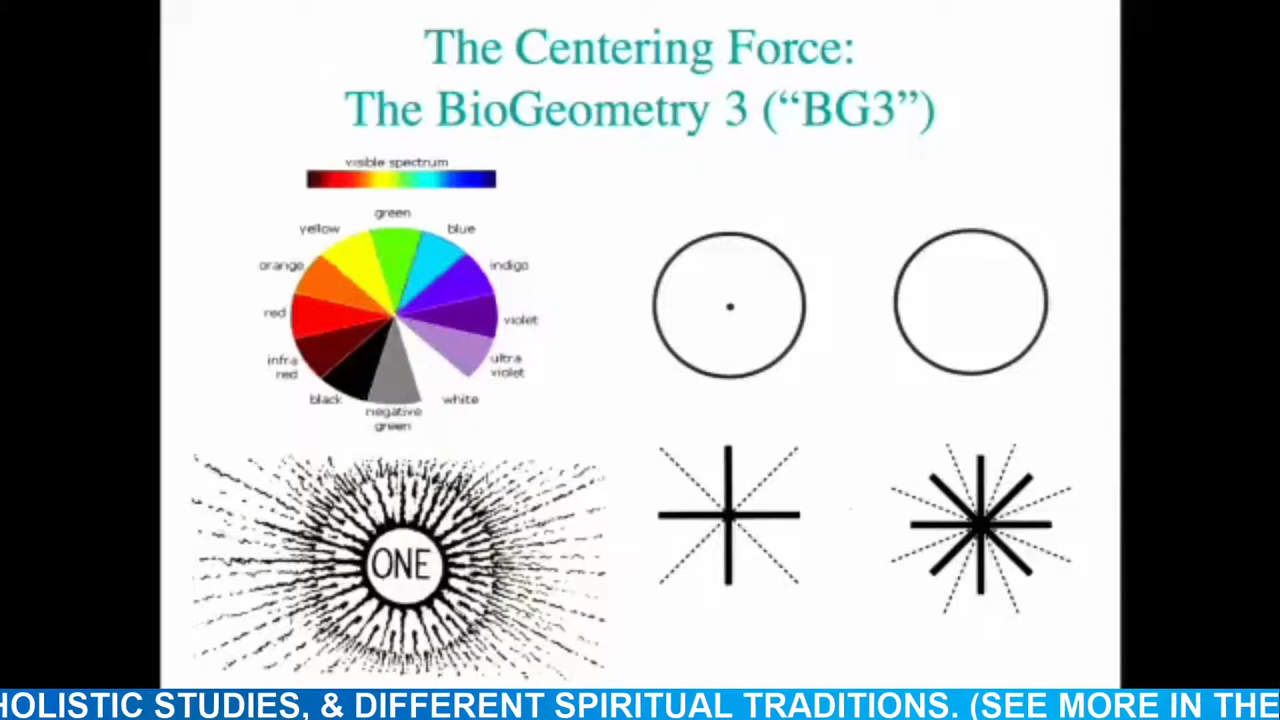 The Centering Force:
The BioGeometry 3 (“BG3”)
visible spectrum
green
yellow
blue
orange
indigo
red
violet
infra
red
ultra
violet
black
white
negative
green
ONE
HOLISTIC STUDIES, & DIFFERENT SPIRITUAL TRADITIONS. (SEE MORE IN THE